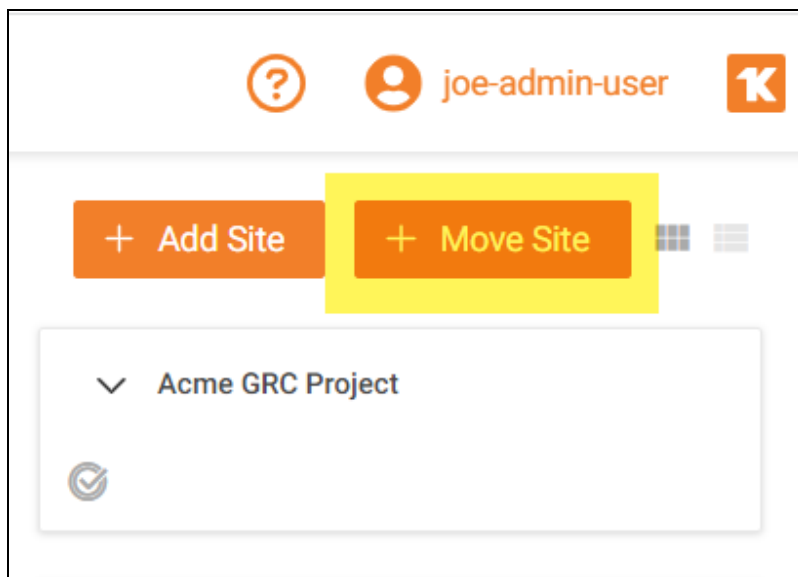 ? joe-admin-user 1K
+ Add Site + Move Site
Acme GRC Project